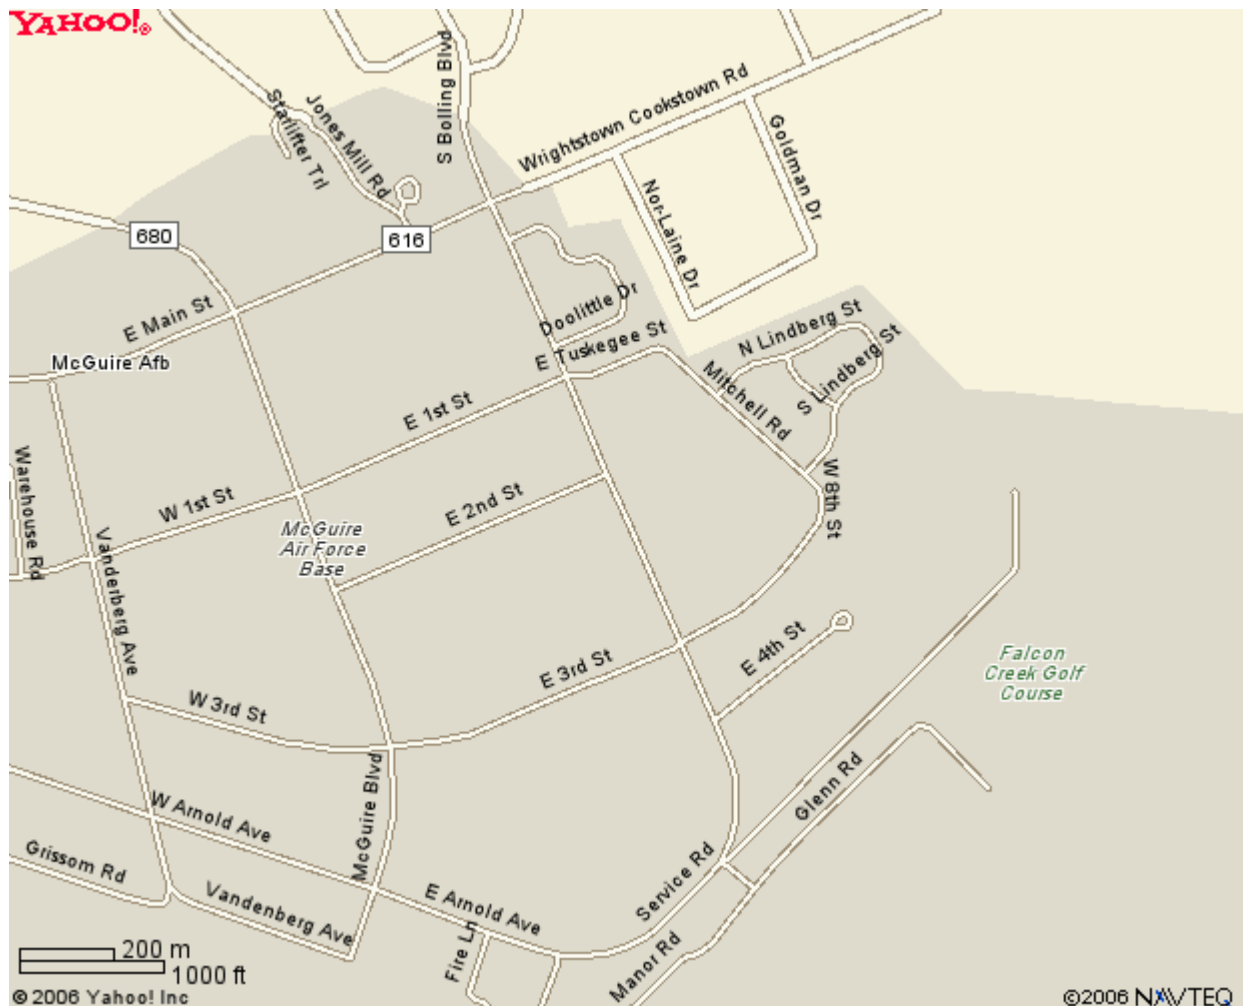 YAHOO!®
S Bolling Blvd
Starlifter Trl
Jones Mill Rd
Wrightstown Cookstown Rd
Goldman Dr
Nor-Laine Dr
680
616
E Main St
Doolittle Dr
E Tuskegee St
N Lindberg St
S Lindberg St
McGuire Afb
Mitchell Rd
E 1st St
W 1st St
E 2nd St
W 8th St
Warehouse Rd
Vanderberg Ave
McGuire
Air Force
Base
E 4th St
E 3rd St
W 3rd St
Falcon
Creek Golf
Course
McGuire Blvd
Glenn Rd
W Arnold Ave
Grissom Rd
Vandenberg Ave
E Arnold Ave
Service Rd
Fire Ln
Manor Rd
200 m
1000 ft
© 2006 Yahoo! Inc
©2006 NAVTEQ